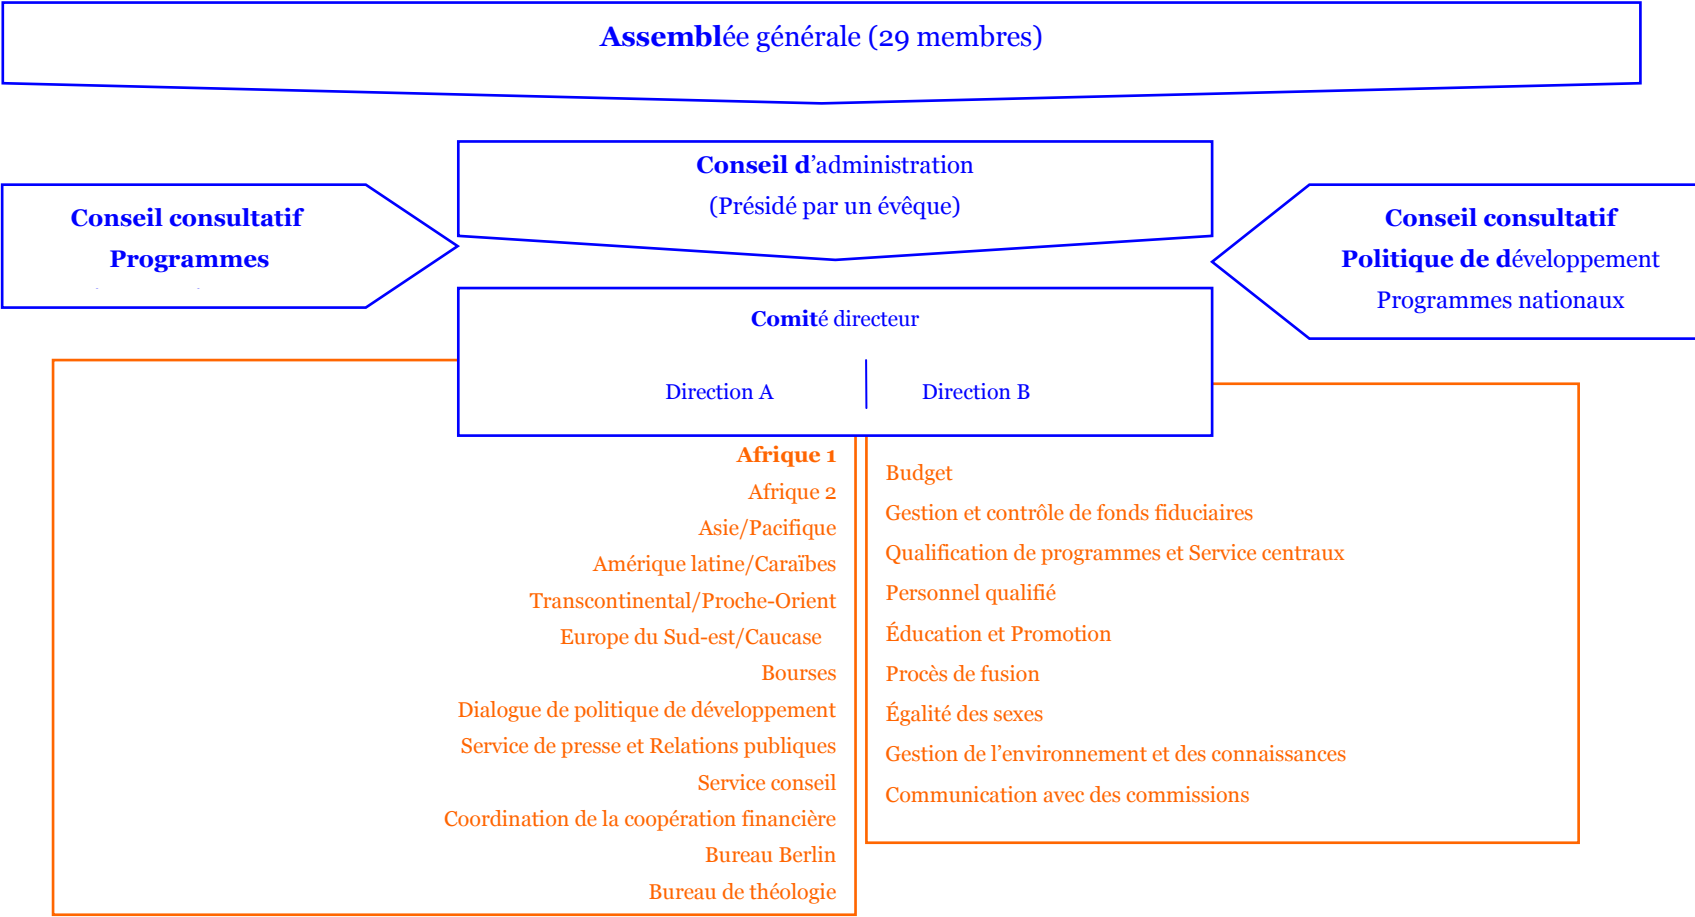 Assemblée générale (29 membres)
Conseil d'administration
(Présidé par un évêque)
Conseil consultatif
Programmes
Conseil consultatif
Politique de développement
Programmes nationaux
Comité directeur
Direction A
Direction B
Afrique 1
Afrique 2
Asie/Pacifique
Amérique latine/Caraïbes
Transcontinental/Proche-Orient
Europe du Sud-est/Caucase
Bourses
Dialogue de politique de développement
Service de presse et Relations publiques
Service conseil
Coordination de la coopération financière
Bureau Berlin
Bureau de théologie
Budget
Gestion et contrôle de fonds fiduciaires
Qualification de programmes et Service centraux
Personnel qualifié
Éducation et Promotion
Procès de fusion
Égalité des sexes
Gestion de l'environnement et des connaissances
Communication avec des commissions